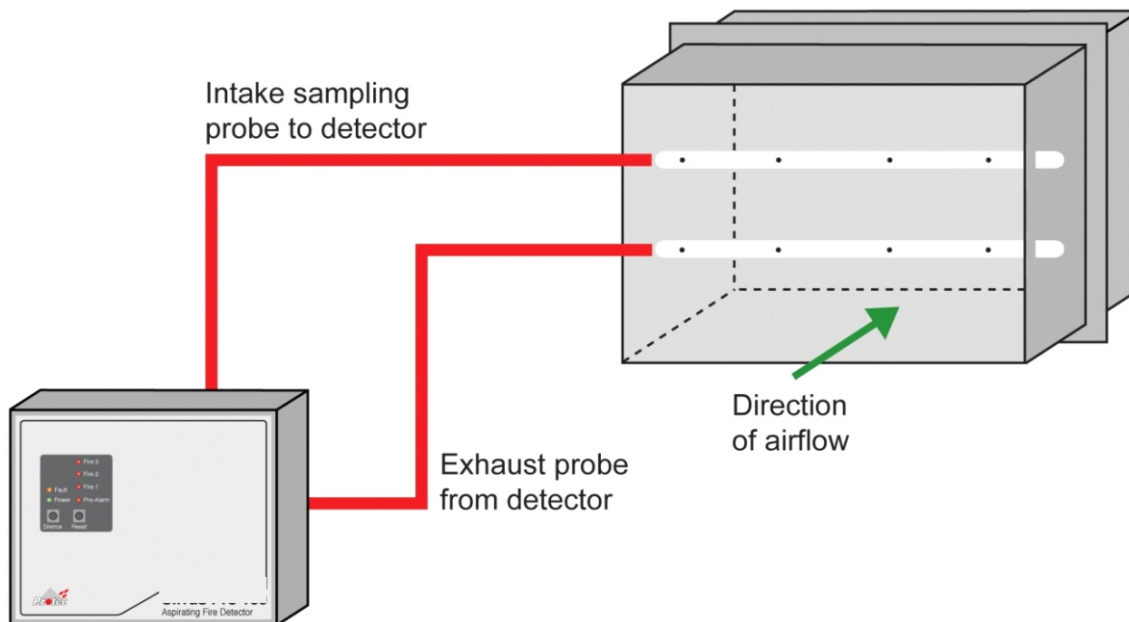 Intake sampling
probe to detector
Direction
of airflow
Exhaust probe
from detector
Fire 3
Fire 2
Fault
Fire 1
Power
Pre-Alarm
Silence
Reset
Protec
Aspirating Fire Detector